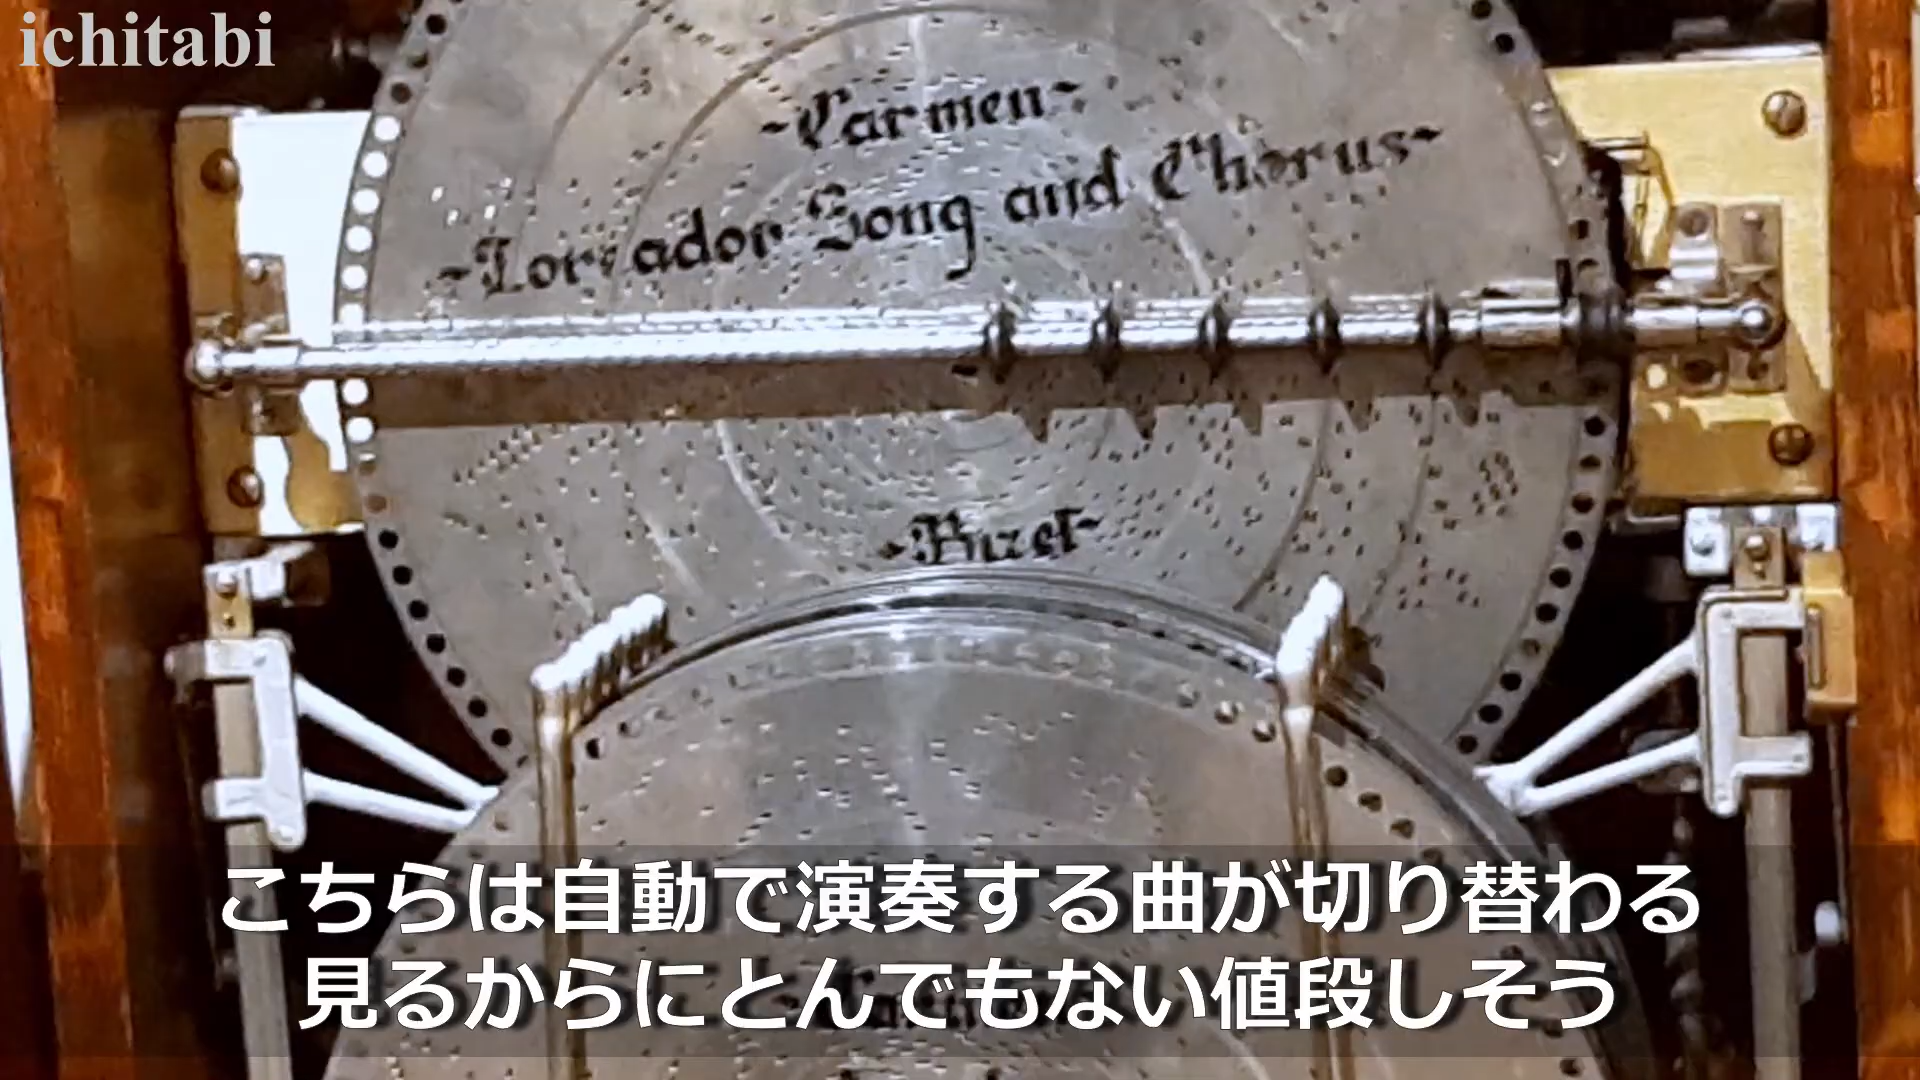 ichitabi
-Carmen-
-Toreador Song and Chorus-
-Bizet-
こちらは自動で演奏する曲が切り替わる
見るからにとんでもない値段しそう